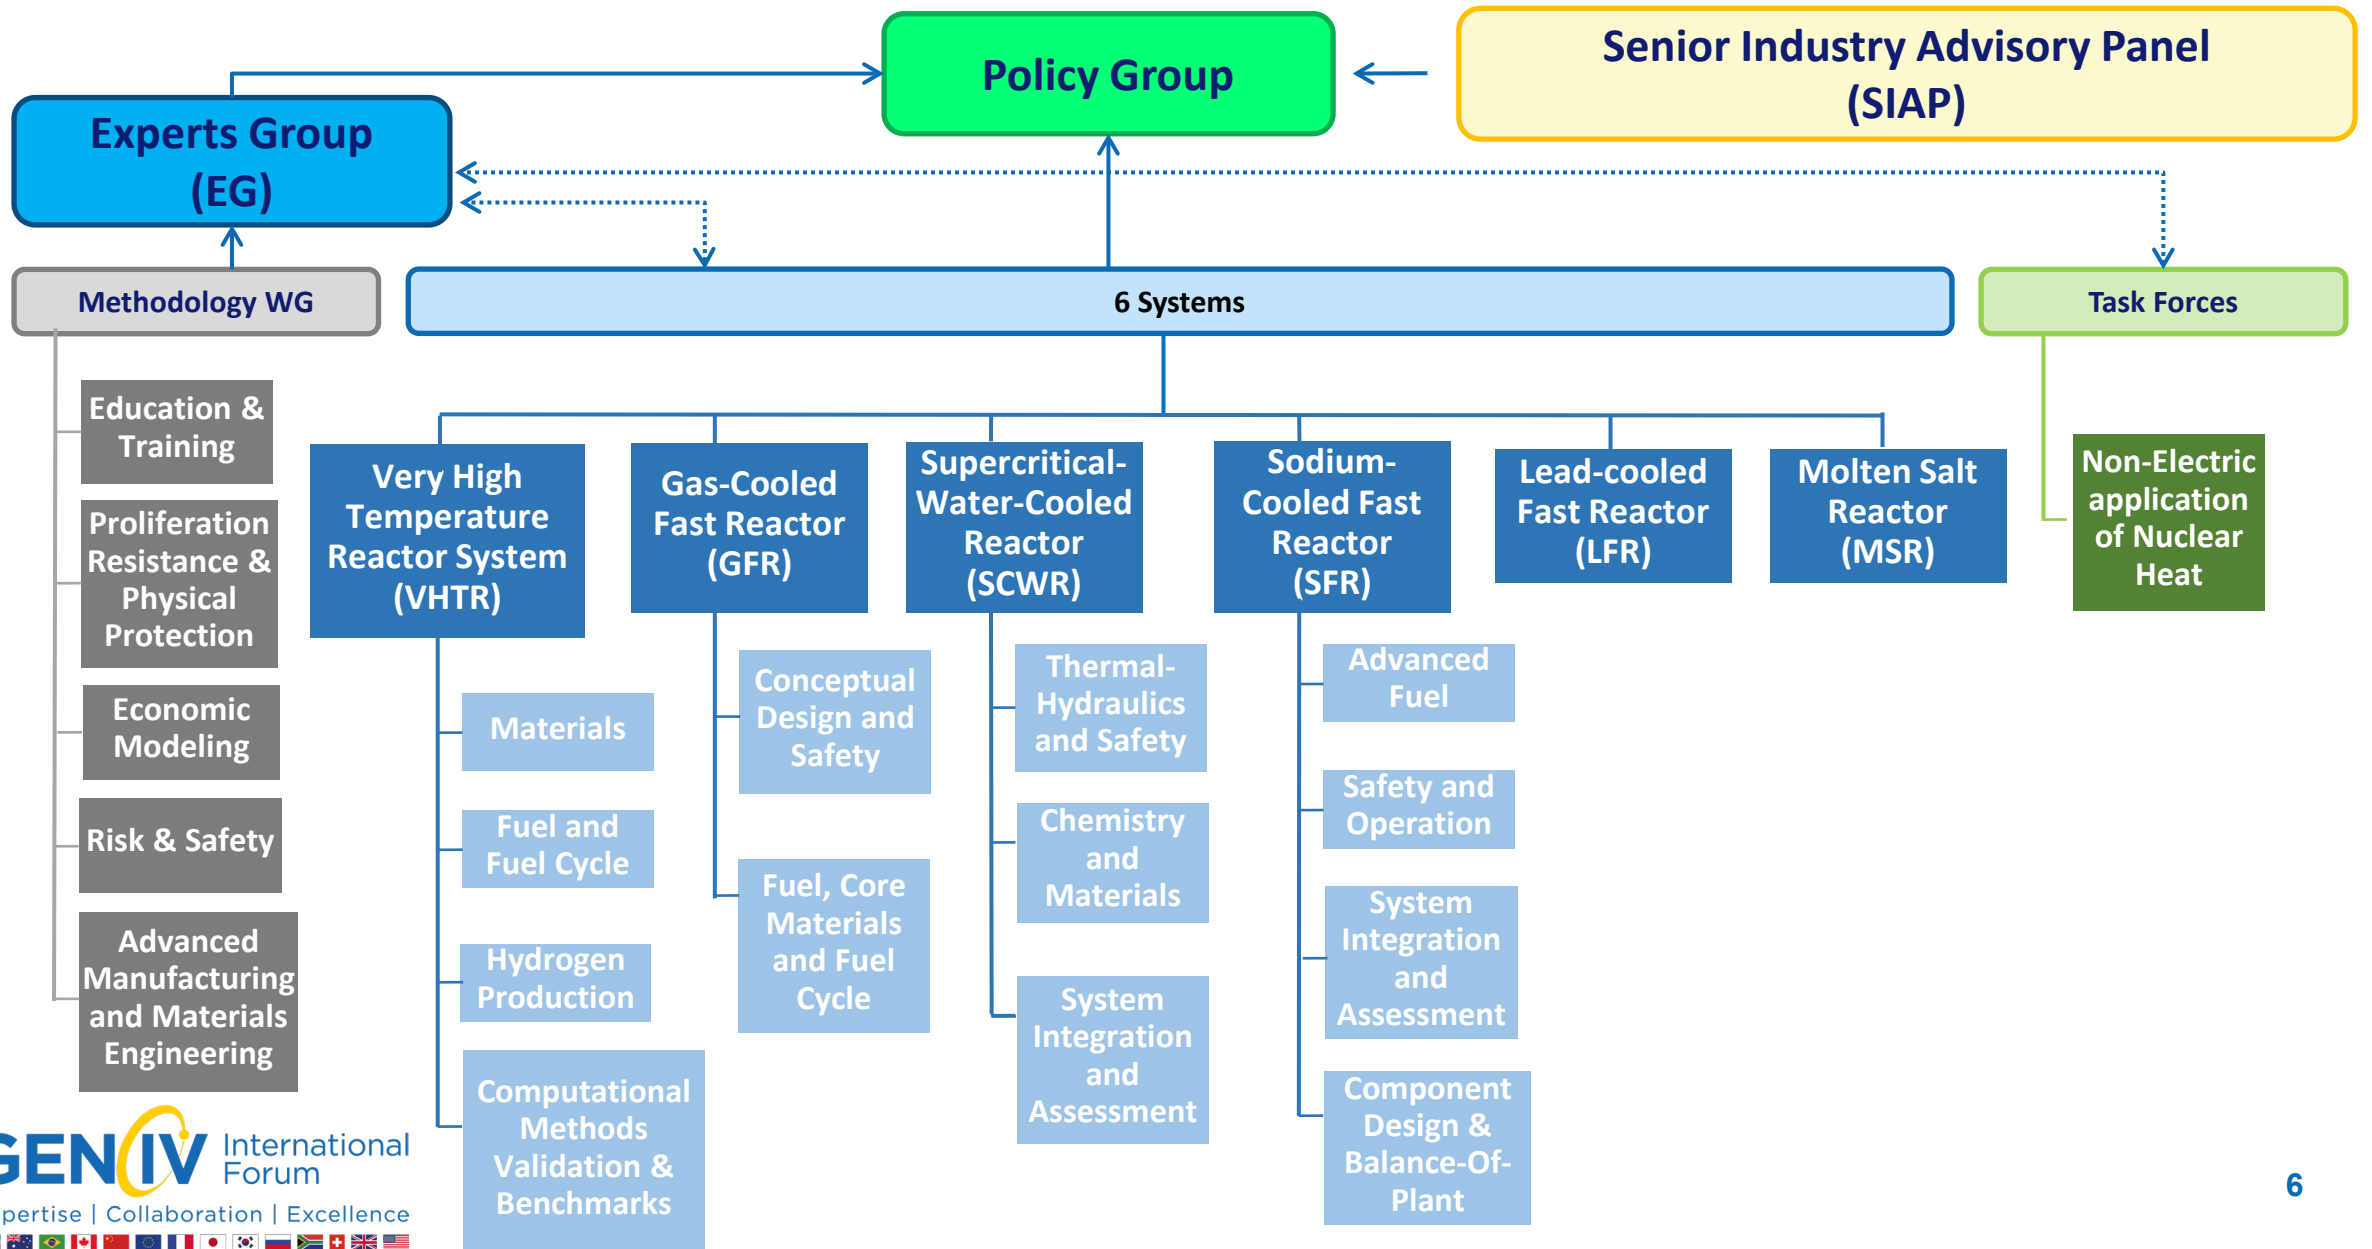 Policy Group
Senior Industry Advisory Panel
(SIAP)
Experts Group
(EG)
Methodology WG
6 Systems
Task Forces
Education &
Training
Proliferation
Resistance &
Physical
Protection
Economic
Modeling
Risk & Safety
Advanced
Manufacturing
and Materials
Engineering
Very High
Temperature
Reactor System
(VHTR)
Materials
Fuel and
Fuel Cycle
Hydrogen
Production
Computational
Methods
Validation &
Benchmarks
Gas-Cooled
Fast Reactor
(GFR)
Conceptual
Design and
Safety
Fuel, Core
Materials
and Fuel
Cycle
Supercritical-
Water-Cooled
Reactor
(SCWR)
Thermal-
Hydraulics
and Safety
Chemistry
and
Materials
System
Integration
and
Assessment
Sodium-
Cooled Fast
Reactor
(SFR)
Advanced
Fuel
Safety and
Operation
System
Integration
and
Assessment
Component
Design &
Balance-Of-
Plant
Lead-cooled
Fast Reactor
(LFR)
Molten Salt
Reactor
(MSR)
Non-Electric
application
of Nuclear
Heat
GENIV International
Forum
pertise | Collaboration | Excellence
6